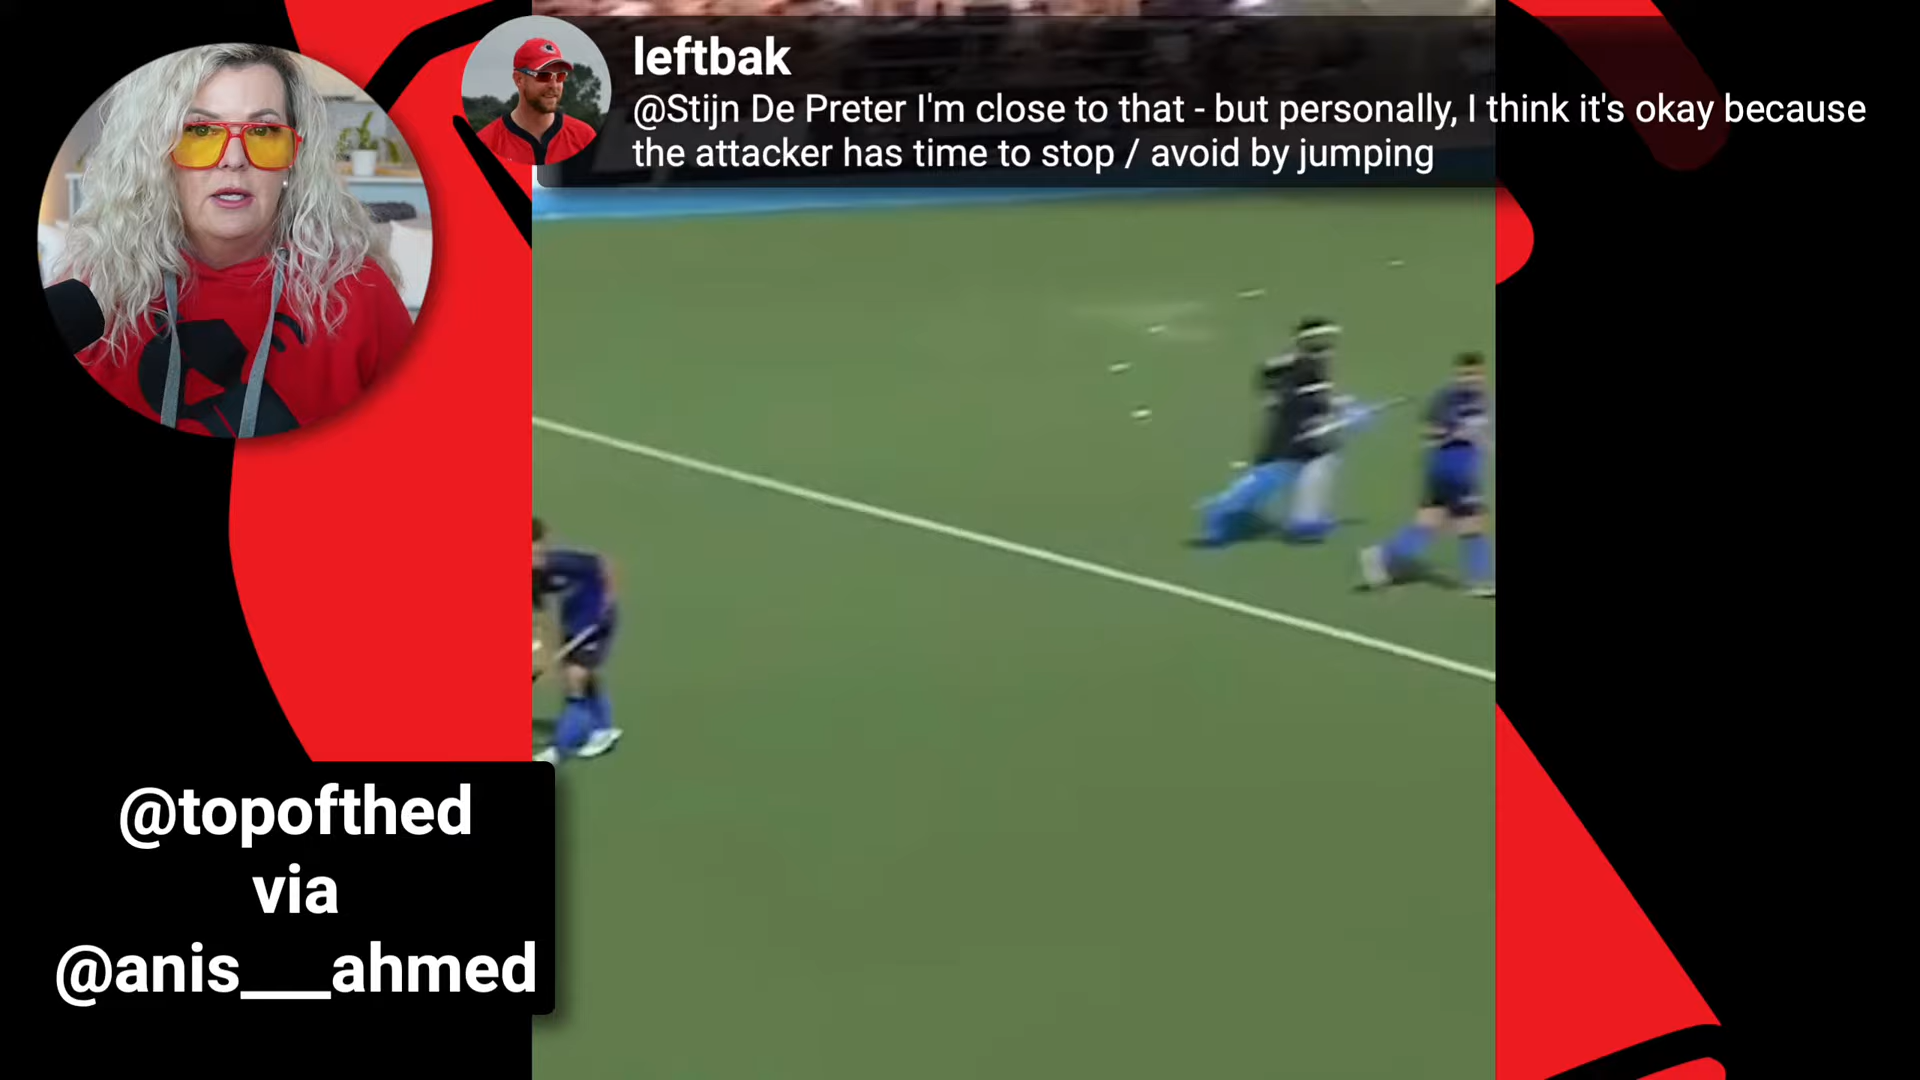 leftbak
@Stijn De Preter I'm close to that - but personally, I think it's okay because
the attacker has time to stop / avoid by jumping
@topofthed
via
@anis___ahmed